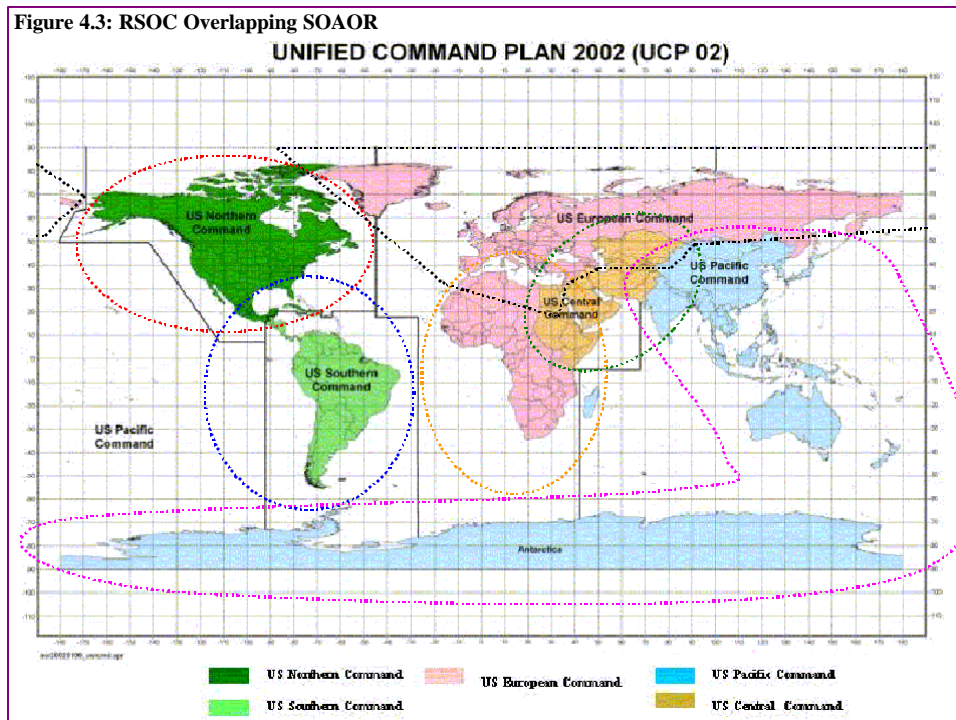 Figure 4.3: RSOC Overlapping SOAOR
UNIFIED COMMAND PLAN 2002 (UCP 02)
US Northern
Command
US European Command
US Pacific
Command
US Central
Command
US Southern
Command
US Pacific
Command
Antarctica
US Northern Command
US European Command
US Pacific Command
US Southern Command
US Central Command